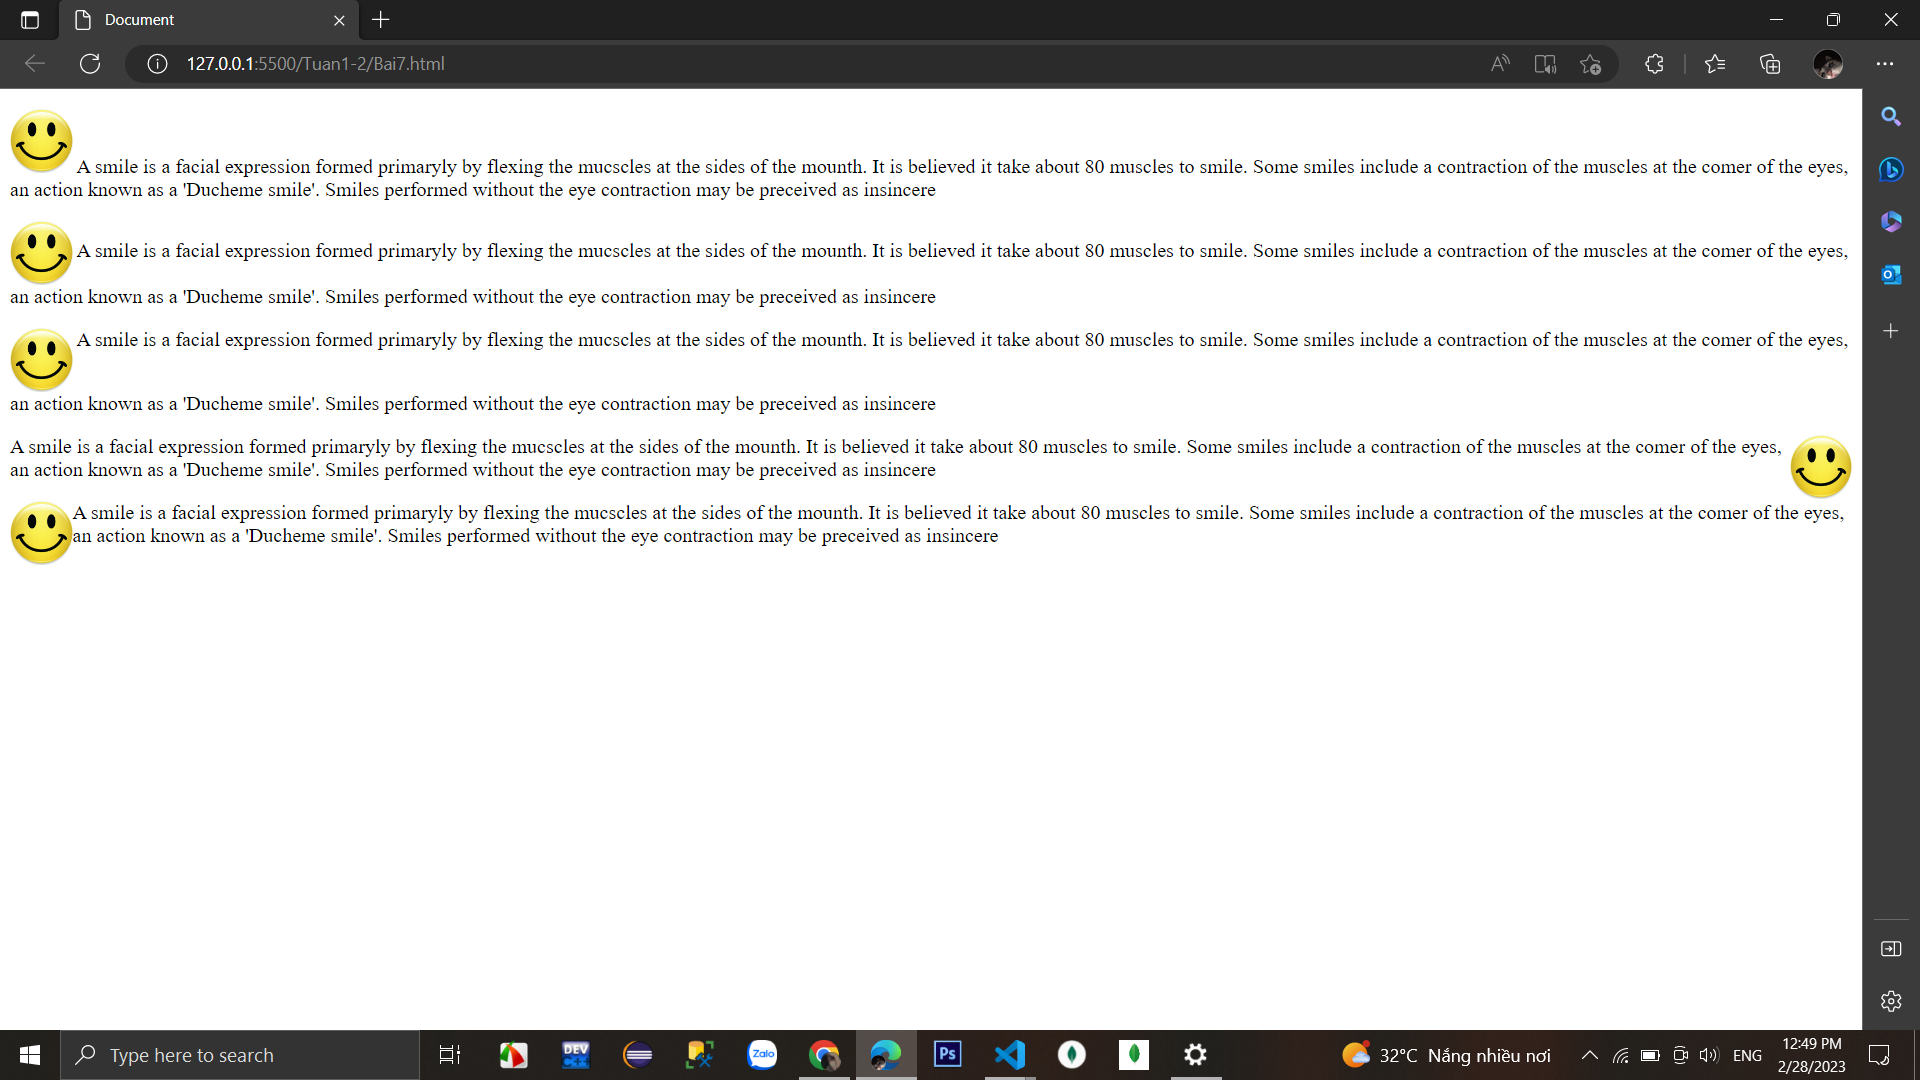 Document
127.0.0.1:5500/Tuan1-2/Bai7.html
A smile is a facial expression formed primaryly by flexing the mucscles at the sides of the mounth. It is believed it take about 80 muscles to smile. Some smiles include a contraction of the muscles at the comer of the eyes,
an action known as a 'Ducheme smile'. Smiles performed without the eye contraction may be preceived as insincere
A smile is a facial expression formed primaryly by flexing the mucscles at the sides of the mounth. It is believed it take about 80 muscles to smile. Some smiles include a contraction of the muscles at the comer of the eyes,
an action known as a 'Ducheme smile'. Smiles performed without the eye contraction may be preceived as insincere
A smile is a facial expression formed primaryly by flexing the mucscles at the sides of the mounth. It is believed it take about 80 muscles to smile. Some smiles include a contraction of the muscles at the comer of the eyes,
an action known as a 'Ducheme smile'. Smiles performed without the eye contraction may be preceived as insincere
A smile is a facial expression formed primaryly by flexing the mucscles at the sides of the mounth. It is believed it take about 80 muscles to smile. Some smiles include a contraction of the muscles at the comer of the eyes,
an action known as a 'Ducheme smile'. Smiles performed without the eye contraction may be preceived as insincere
A smile is a facial expression formed primaryly by flexing the mucscles at the sides of the mounth. It is believed it take about 80 muscles to smile. Some smiles include a contraction of the muscles at the comer of the eyes,
an action known as a 'Ducheme smile'. Smiles performed without the eye contraction may be preceived as insincere
Type here to search
DEV C++
Zalo
Ps
32°C Nắng nhiều nơi
ENG
12:49 PM
2/28/2023